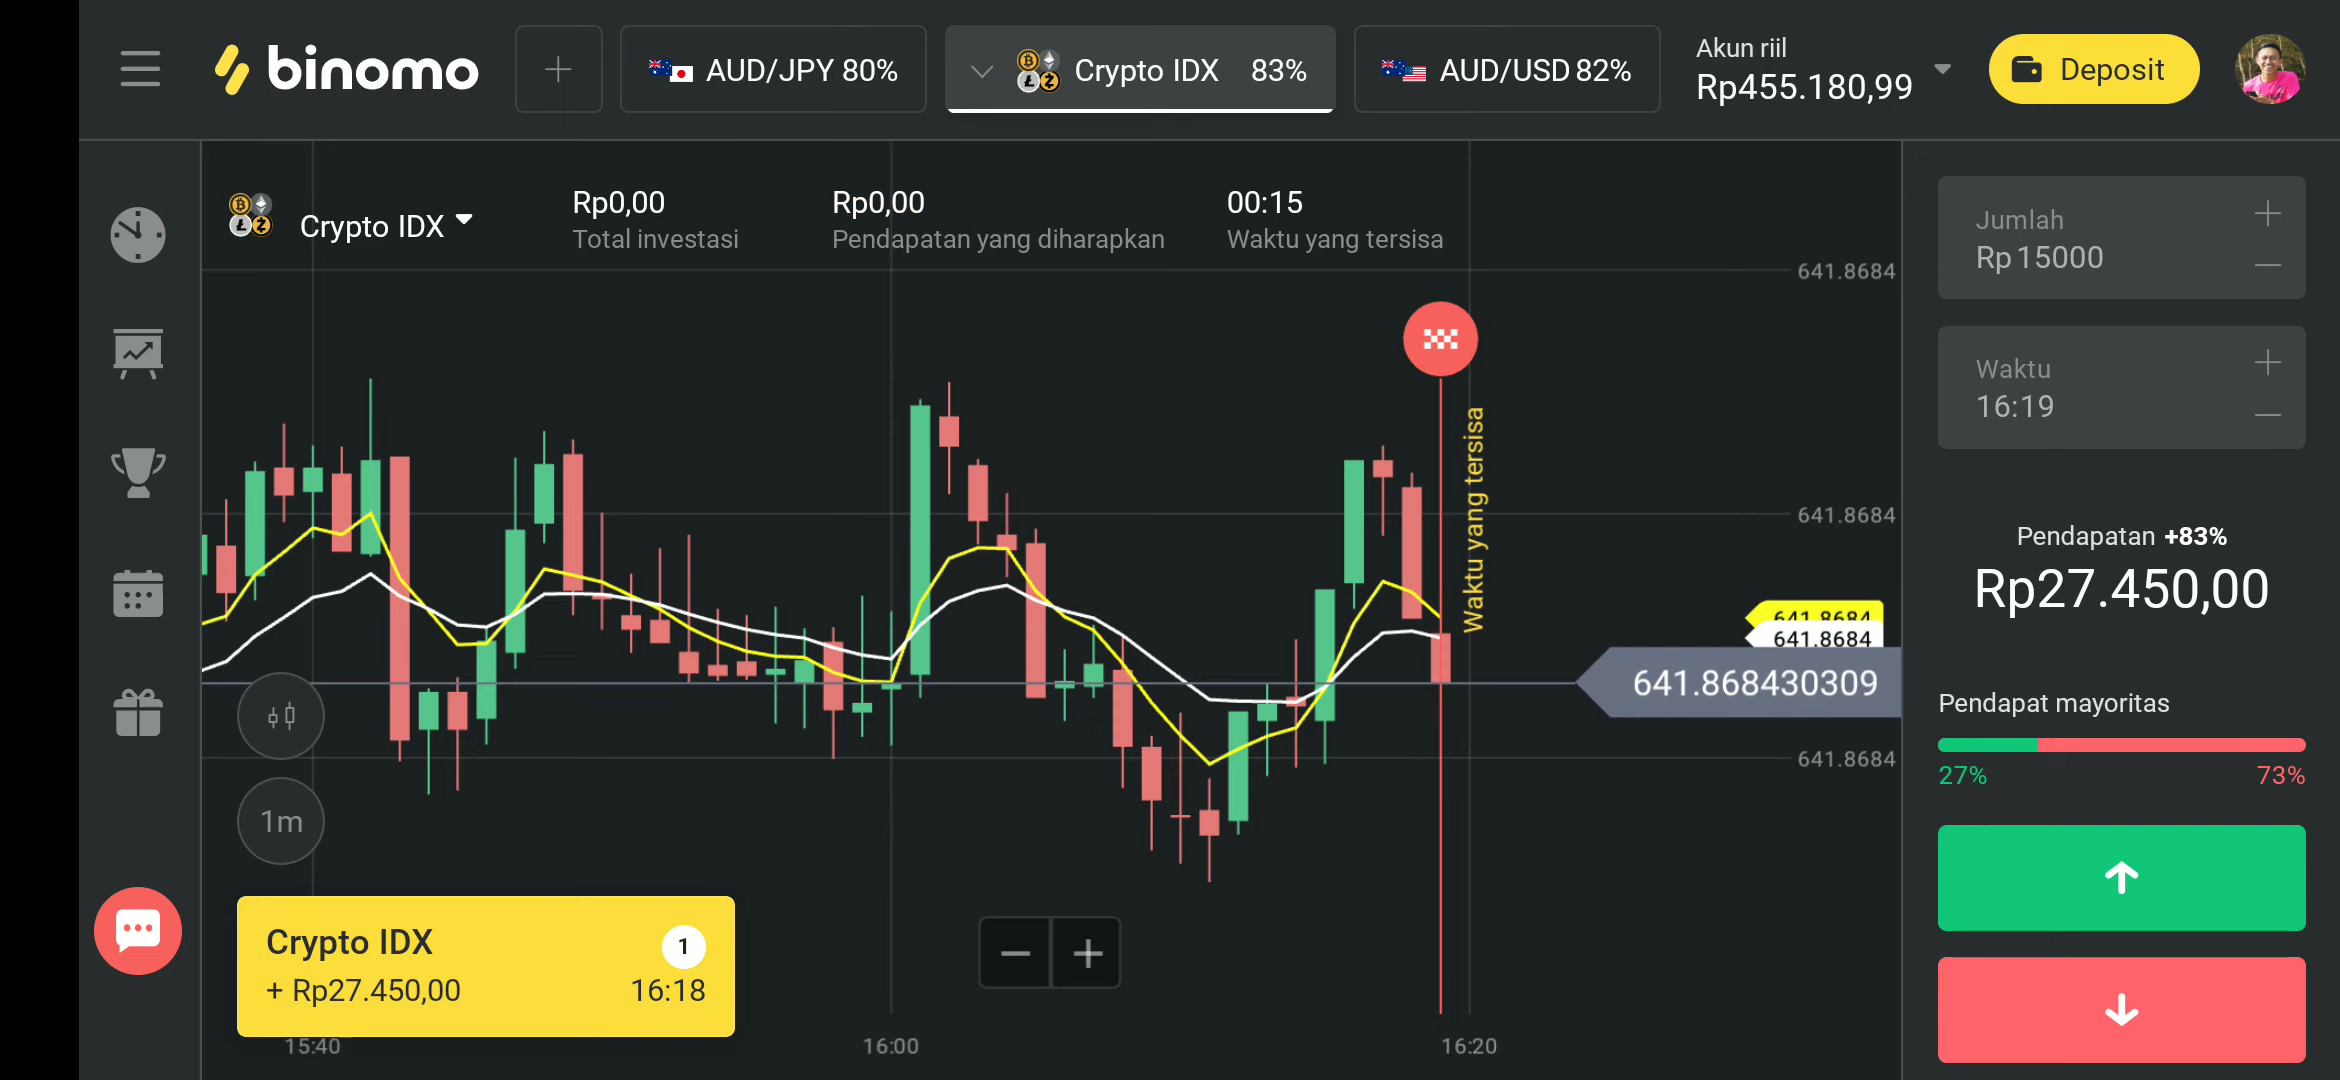 binomo
AUD/JPY 80%
Crypto IDX 83%
AUD/USD 82%
Akun riil
Rp455.180,99
Deposit
Crypto IDX
Rp0,00
Total investasi
Rp0,00
Pendapatan yang diharapkan
00:15
Waktu yang tersisa
641.8684
641.8684
641.8684
641.8684
641.868430309
641.8684
Waktu yang tersisa
1m
Crypto IDX 1
+ Rp27.450,00 16:18
15:40
16:00
16:20
Jumlah
Rp 15000
Waktu
16:19
Pendapatan +83%
Rp27.450,00
Pendapat mayoritas
27% 73%